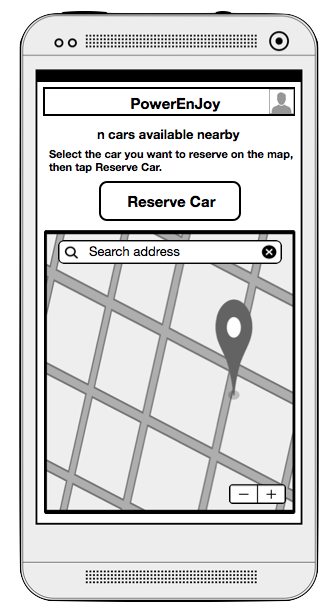 PowerEnJoy
n cars available nearby
Select the car you want to reserve on the map,
then tap Reserve Car.
Reserve Car
Search address
− +